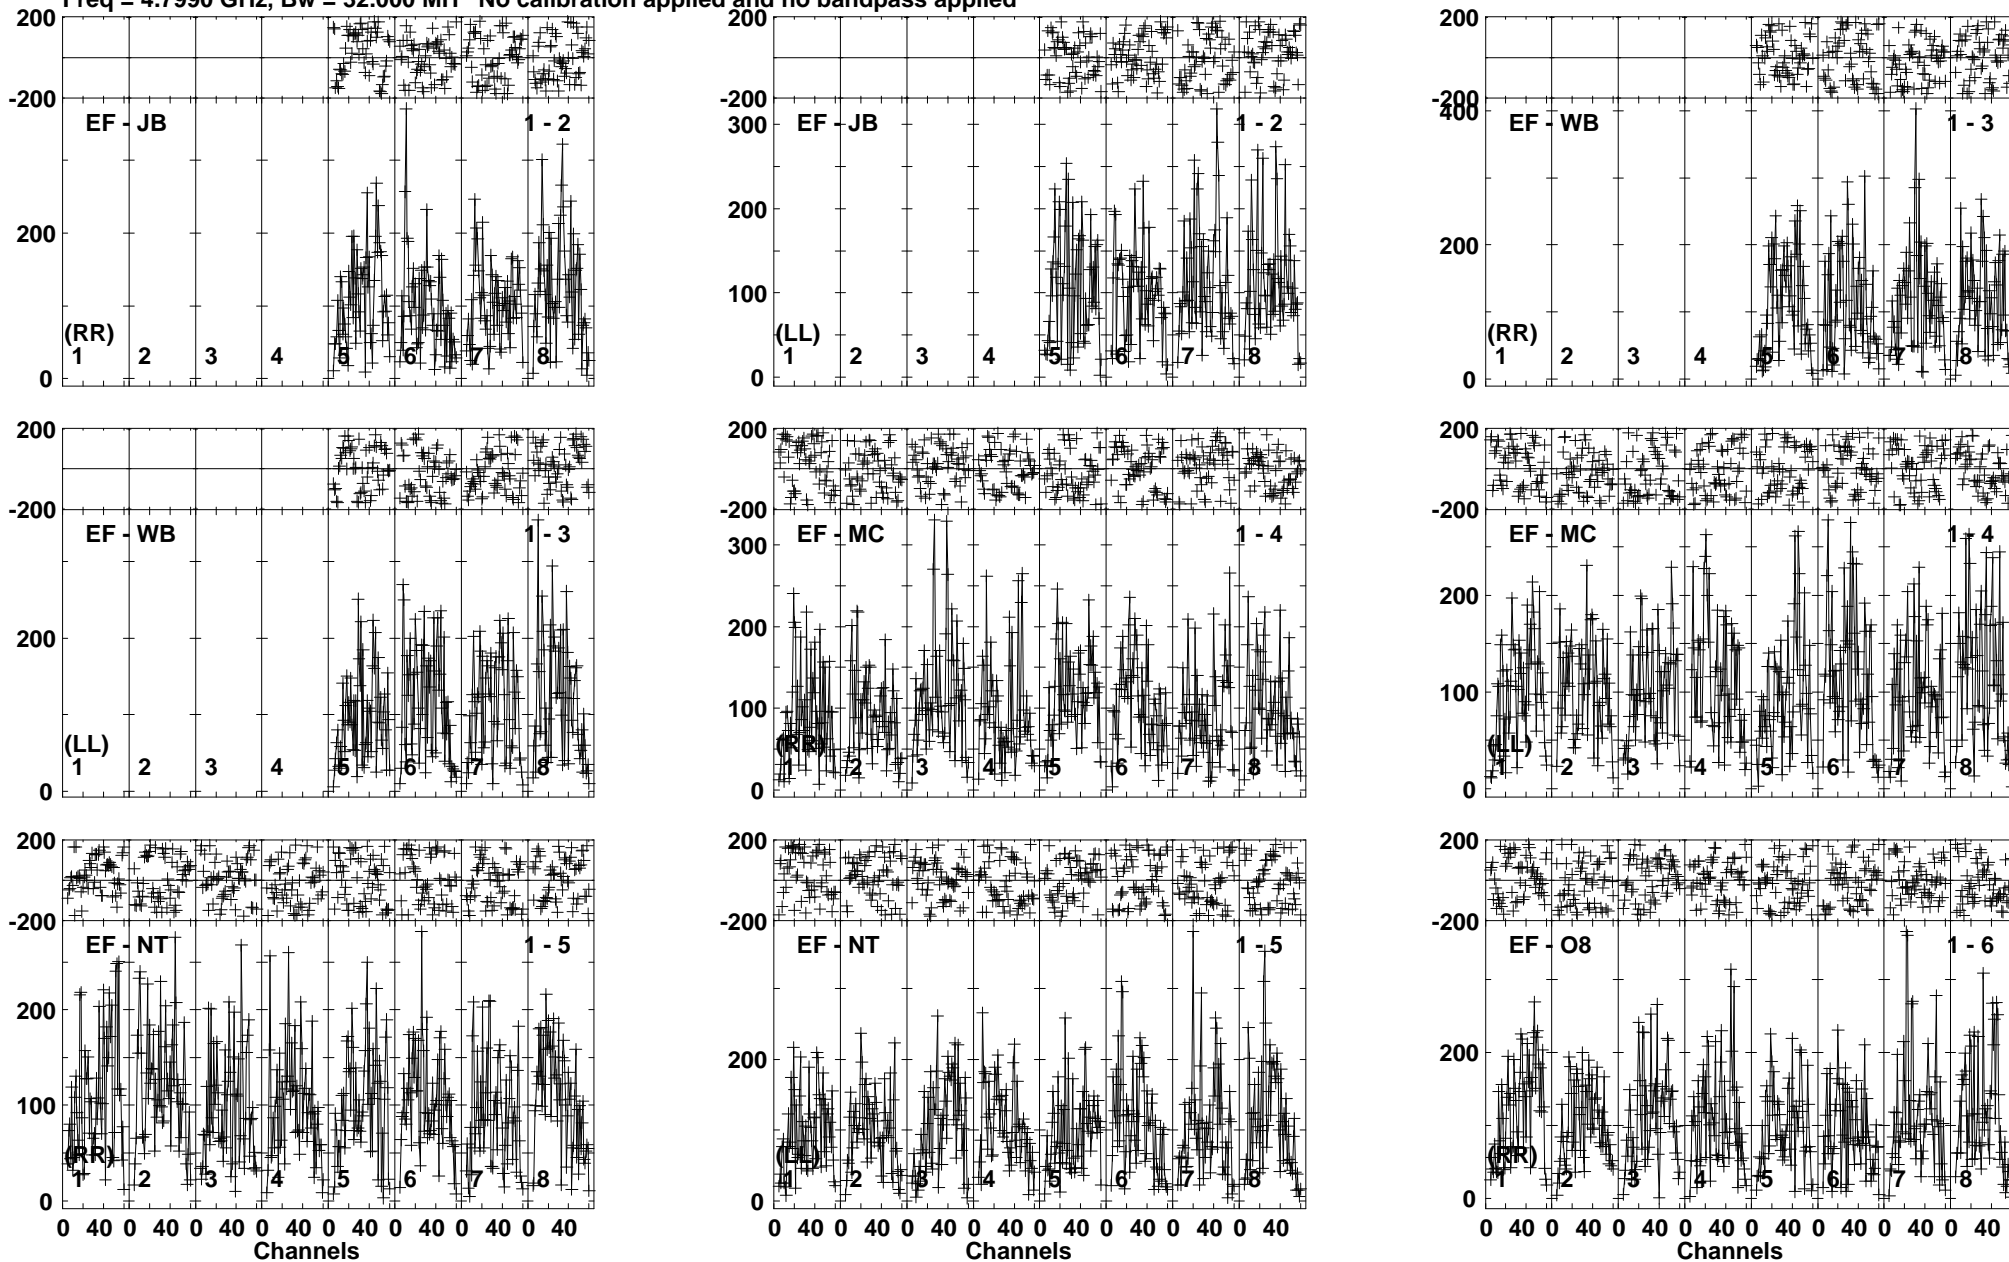 Freq = 4.7990 GHz, Bw = 32.000 MH No calibration applied and no bandpass applied
200 200 200
-200 -200 -200
EF - JB 1 - 2 300 EF - JB 1 - 2 400 EF - WB 1 - 3
200 200 200
100
(RR) (LL) (RR)
1 2 3 4 5 6 7 8 1 2 3 4 5 6 7 8 1 2 3 4 5 6 7 8
0 0 0
200 200 200
-200 -200 -200
EF - WB 1 - 3 300 EF - MC 1 - 4 EF - MC 1 - 4
200 200 200
100 100
(LL) (RR) (LL)
1 2 3 4 5 6 7 8 1 2 3 4 5 6 7 8 1 2 3 4 5 6 7 8
0 0 0
200 200 200
-200 -200 -200
EF - NT 1 - 5 EF - NT 1 - 5 EF - O8 1 - 6
200 200 200
100
(RR) (LL) (RR)
1 2 3 4 5 6 7 8 1 2 3 4 5 6 7 8 1 2 3 4 5 6 7 8
0 0 0
0 40 0 40 0 40 0 40 0 40 0 40 0 40 0 40 0 40 0 40 0 40 0 40 0 40 0 40 0 40 0 40 0 40 0 40 0 40 0 40 0 40 0 40 0 40 0 40
Channels Channels Channels